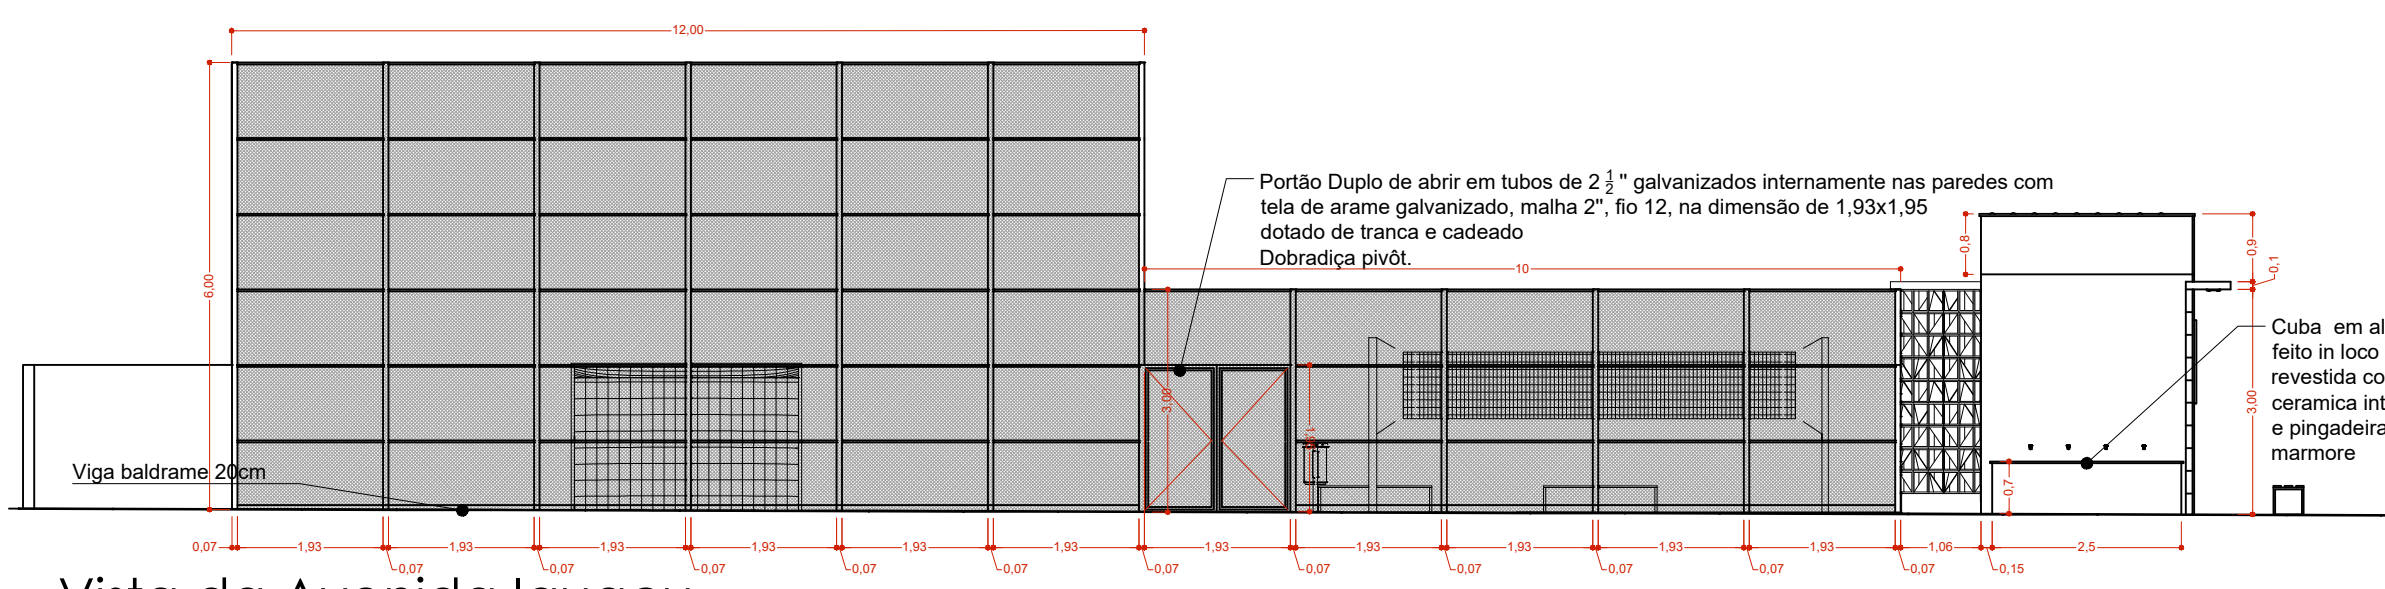 12,00
6,00
Portão Duplo de abrir em tubos de 2 1/2 " galvanizados internamente nas paredes com
tela de arame galvanizado, malha 2", fio 12, na dimensão de 1,93x1,95
dotado de tranca e cadeado
Dobradiça pivôt.
10
0,8
0,9
0,1
3,00
3,00
Cuba em al
feito in loco
revestida co
ceramica int
e pingadeira
marmore
Viga baldrame 20cm
0,7
0,07 1,93 1,93 1,93 1,93 1,93 1,93 1,93 1,93 1,93 1,93 1,93 1,06 2,5
0,07 0,07 0,07 0,07 0,07 0,07 0,07 0,07 0,07 0,07 0,07 0,15
Vista da Avenida